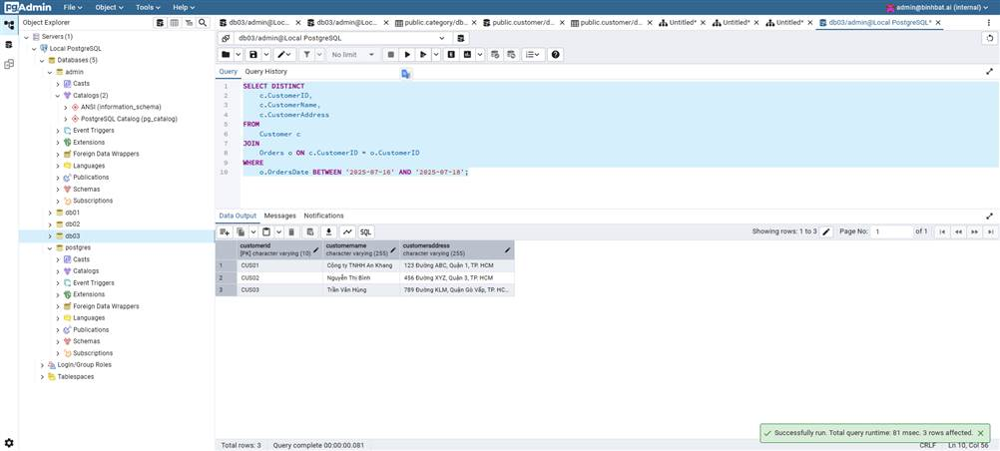 pgAdmin File Object Tools Help admin@binhbat.ai (internal)
Object Explorer
db03/admin@Loc... db03/admin@Loc... public.category/db... public.customer/d... public.customer/d... Untitled* Untitled* Untitled* db03/admin@Local PostgreSQL*
Servers (1)
Local PostgreSQL
Databases (5)
admin
Casts
Catalogs (2)
ANSI (information_schema)
PostgreSQL Catalog (pg_catalog)
Event Triggers
Extensions
Foreign Data Wrappers
Languages
Publications
Schemas
Subscriptions
db01
db02
db03
postgres
Casts
Catalogs
Event Triggers
Extensions
Foreign Data Wrappers
Languages
Publications
Schemas
Subscriptions
Login/Group Roles
Tablespaces
db03/admin@Local PostgreSQL
No limit
Query Query History
1 SELECT DISTINCT
2 c.CustomerID,
3 c.CustomerName,
4 c.CustomerAddress
5 FROM
6 Customer c
7 JOIN
8 Orders o ON c.CustomerID = o.CustomerID
9 WHERE
10 o.OrdersDate BETWEEN '2025-07-16' AND '2025-07-18';
Data Output Messages Notifications
SQL Showing rows: 1 to 3 Page No: 1 of 1
customerid customername customeraddress
[PK] character varying (10) character varying (255) character varying (255)
1 CUS01 Công ty TNHH An Khang 123 Đường ABC, Quận 1, TP. HCM
2 CUS02 Nguyễn Thị Bình 456 Đường XYZ, Quận 3, TP. HCM
3 CUS03 Trần Văn Hùng 789 Đường KLM, Quận Gò Vấp, TP. HC...
Successfully run. Total query runtime: 81 msec. 3 rows affected.
Total rows: 3 Query complete 00:00:00.081 CRLF Ln 10, Col 56